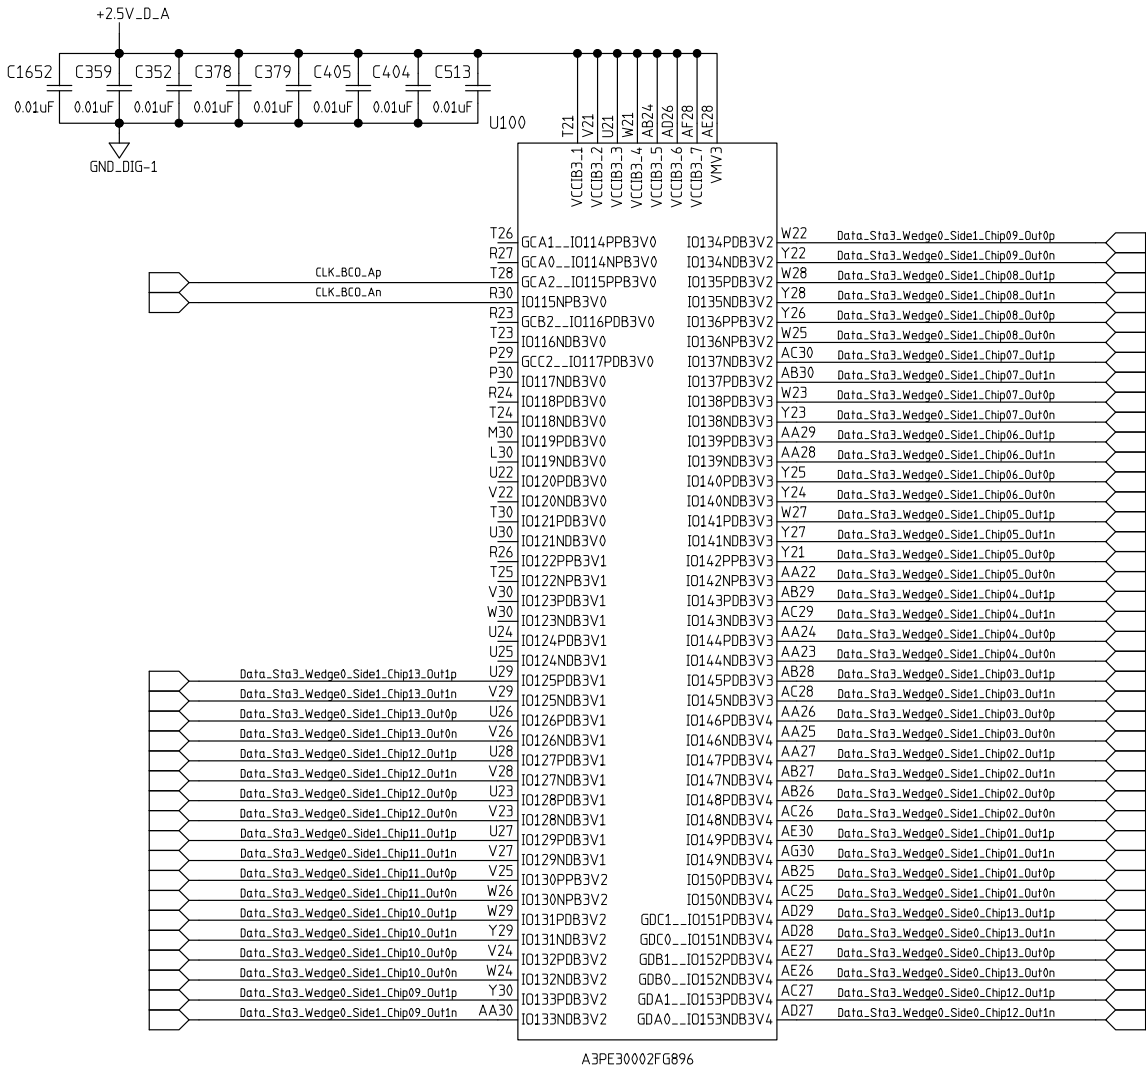 +2.5V_D_A
C1652 C359 C352 C378 C379 C405 C404 C513
0.01uF 0.01uF 0.01uF 0.01uF 0.01uF 0.01uF 0.01uF 0.01uF
GND_DIG-1
U100
T21 V21 U21 W21 AB24 AD26 AF28 AE28
VCCIB3_1 VCCIB3_2 VCCIB3_3 VCCIB3_4 VCCIB3_5 VCCIB3_6 VCCIB3_7 VMV3
T26 GCA1__IO114PPB3V0 IO134PDB3V2 W22 Data_Sta3_Wedge0_Side1_Chip09_Out0p
R27 GCA0__IO114NPB3V0 IO134NDB3V2 Y22 Data_Sta3_Wedge0_Side1_Chip09_Out0n
CLK_BCO_Ap T28 GCA2__IO115PPB3V0 IO135PDB3V2 W28 Data_Sta3_Wedge0_Side1_Chip08_Out1p
CLK_BCO_An R30 IO115NPB3V0 IO135NDB3V2 Y28 Data_Sta3_Wedge0_Side1_Chip08_Out1n
R23 GCB2__IO116PDB3V0 IO136PPB3V2 Y26 Data_Sta3_Wedge0_Side1_Chip08_Out0p
T23 IO116NDB3V0 IO136NPB3V2 W25 Data_Sta3_Wedge0_Side1_Chip08_Out0n
P29 GCC2__IO117PDB3V0 IO137NDB3V2 AC30 Data_Sta3_Wedge0_Side1_Chip07_Out1p
P30 IO117NDB3V0 IO137PDB3V2 AB30 Data_Sta3_Wedge0_Side1_Chip07_Out1n
R24 IO118PDB3V0 IO138PDB3V3 W23 Data_Sta3_Wedge0_Side1_Chip07_Out0p
T24 IO118NDB3V0 IO138NDB3V3 Y23 Data_Sta3_Wedge0_Side1_Chip07_Out0n
M30 IO119PDB3V0 IO139PDB3V3 AA29 Data_Sta3_Wedge0_Side1_Chip06_Out1p
L30 IO119NDB3V0 IO139NDB3V3 AA28 Data_Sta3_Wedge0_Side1_Chip06_Out1n
U22 IO120PDB3V0 IO140PDB3V3 Y25 Data_Sta3_Wedge0_Side1_Chip06_Out0p
V22 IO120NDB3V0 IO140NDB3V3 Y24 Data_Sta3_Wedge0_Side1_Chip06_Out0n
T30 IO121PDB3V0 IO141PDB3V3 W27 Data_Sta3_Wedge0_Side1_Chip05_Out1p
U30 IO121NDB3V0 IO141NDB3V3 Y27 Data_Sta3_Wedge0_Side1_Chip05_Out1n
R26 IO122PPB3V1 IO142PPB3V3 Y21 Data_Sta3_Wedge0_Side1_Chip05_Out0p
T25 IO122NPB3V1 IO142NPB3V3 AA22 Data_Sta3_Wedge0_Side1_Chip05_Out0n
V30 IO123PDB3V1 IO143PDB3V3 AB29 Data_Sta3_Wedge0_Side1_Chip04_Out1p
W30 IO123NDB3V1 IO143NDB3V3 AC29 Data_Sta3_Wedge0_Side1_Chip04_Out1n
U24 IO124PDB3V1 IO144PDB3V3 AA24 Data_Sta3_Wedge0_Side1_Chip04_Out0p
U25 IO124NDB3V1 IO144NDB3V3 AA23 Data_Sta3_Wedge0_Side1_Chip04_Out0n
Data_Sta3_Wedge0_Side1_Chip13_Out1p U29 IO125PDB3V1 IO145PDB3V3 AB28 Data_Sta3_Wedge0_Side1_Chip03_Out1p
Data_Sta3_Wedge0_Side1_Chip13_Out1n V29 IO125NDB3V1 IO145NDB3V3 AC28 Data_Sta3_Wedge0_Side1_Chip03_Out1n
Data_Sta3_Wedge0_Side1_Chip13_Out0p U26 IO126PDB3V1 IO146PDB3V4 AA26 Data_Sta3_Wedge0_Side1_Chip03_Out0p
Data_Sta3_Wedge0_Side1_Chip13_Out0n V26 IO126NDB3V1 IO146NDB3V4 AA25 Data_Sta3_Wedge0_Side1_Chip03_Out0n
Data_Sta3_Wedge0_Side1_Chip12_Out1p U28 IO127PDB3V1 IO147PDB3V4 AA27 Data_Sta3_Wedge0_Side1_Chip02_Out1p
Data_Sta3_Wedge0_Side1_Chip12_Out1n V28 IO127NDB3V1 IO147NDB3V4 AB27 Data_Sta3_Wedge0_Side1_Chip02_Out1n
Data_Sta3_Wedge0_Side1_Chip12_Out0p U23 IO128PDB3V1 IO148PDB3V4 AB26 Data_Sta3_Wedge0_Side1_Chip02_Out0p
Data_Sta3_Wedge0_Side1_Chip12_Out0n V23 IO128NDB3V1 IO148NDB3V4 AC26 Data_Sta3_Wedge0_Side1_Chip02_Out0n
Data_Sta3_Wedge0_Side1_Chip11_Out1p U27 IO129PDB3V1 IO149PDB3V4 AE30 Data_Sta3_Wedge0_Side1_Chip01_Out1p
Data_Sta3_Wedge0_Side1_Chip11_Out1n V27 IO129NDB3V1 IO149NDB3V4 AG30 Data_Sta3_Wedge0_Side1_Chip01_Out1n
Data_Sta3_Wedge0_Side1_Chip11_Out0p V25 IO130PPB3V2 IO150PDB3V4 AB25 Data_Sta3_Wedge0_Side1_Chip01_Out0p
Data_Sta3_Wedge0_Side1_Chip11_Out0n W26 IO130NPB3V2 IO150NDB3V4 AC25 Data_Sta3_Wedge0_Side1_Chip01_Out0n
Data_Sta3_Wedge0_Side1_Chip10_Out1p W29 IO131PDB3V2 GDC1__IO151PDB3V4 AD29 Data_Sta3_Wedge0_Side0_Chip13_Out1p
Data_Sta3_Wedge0_Side1_Chip10_Out1n Y29 IO131NDB3V2 GDC0__IO151NDB3V4 AD28 Data_Sta3_Wedge0_Side0_Chip13_Out1n
Data_Sta3_Wedge0_Side1_Chip10_Out0p V24 IO132PDB3V2 GDB1__IO152PDB3V4 AE27 Data_Sta3_Wedge0_Side0_Chip13_Out0p
Data_Sta3_Wedge0_Side1_Chip10_Out0n W24 IO132NDB3V2 GDB0__IO152NDB3V4 AE26 Data_Sta3_Wedge0_Side0_Chip13_Out0n
Data_Sta3_Wedge0_Side1_Chip09_Out1p Y30 IO133PDB3V2 GDA1__IO153PDB3V4 AC27 Data_Sta3_Wedge0_Side0_Chip12_Out1p
Data_Sta3_Wedge0_Side1_Chip09_Out1n AA30 IO133NDB3V2 GDA0__IO153NDB3V4 AD27 Data_Sta3_Wedge0_Side0_Chip12_Out1n
A3PE30002FG896